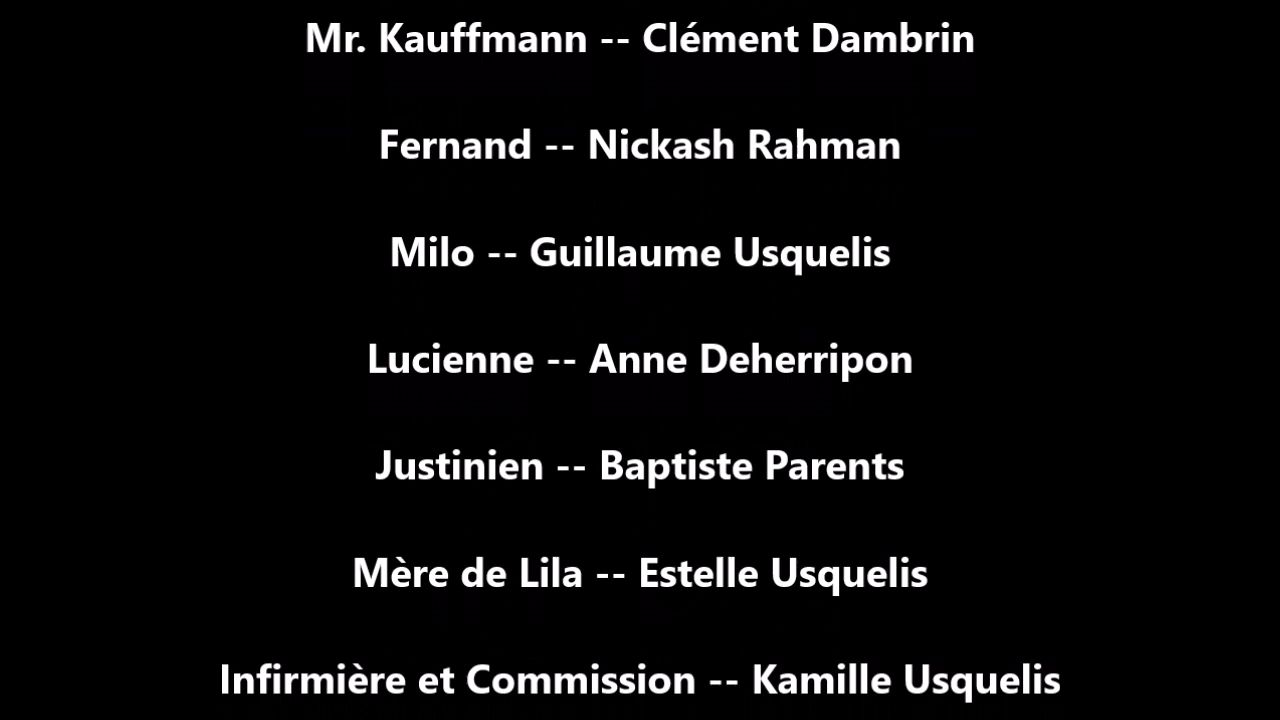 Mr. Kauffmann -- Clément Dambrin
Fernand -- Nickash Rahman
Milo -- Guillaume Usquelis
Lucienne -- Anne Deherripon
Justinien -- Baptiste Parents
Mère de Lila -- Estelle Usquelis
Infirmière et Commission -- Kamille Usquelis